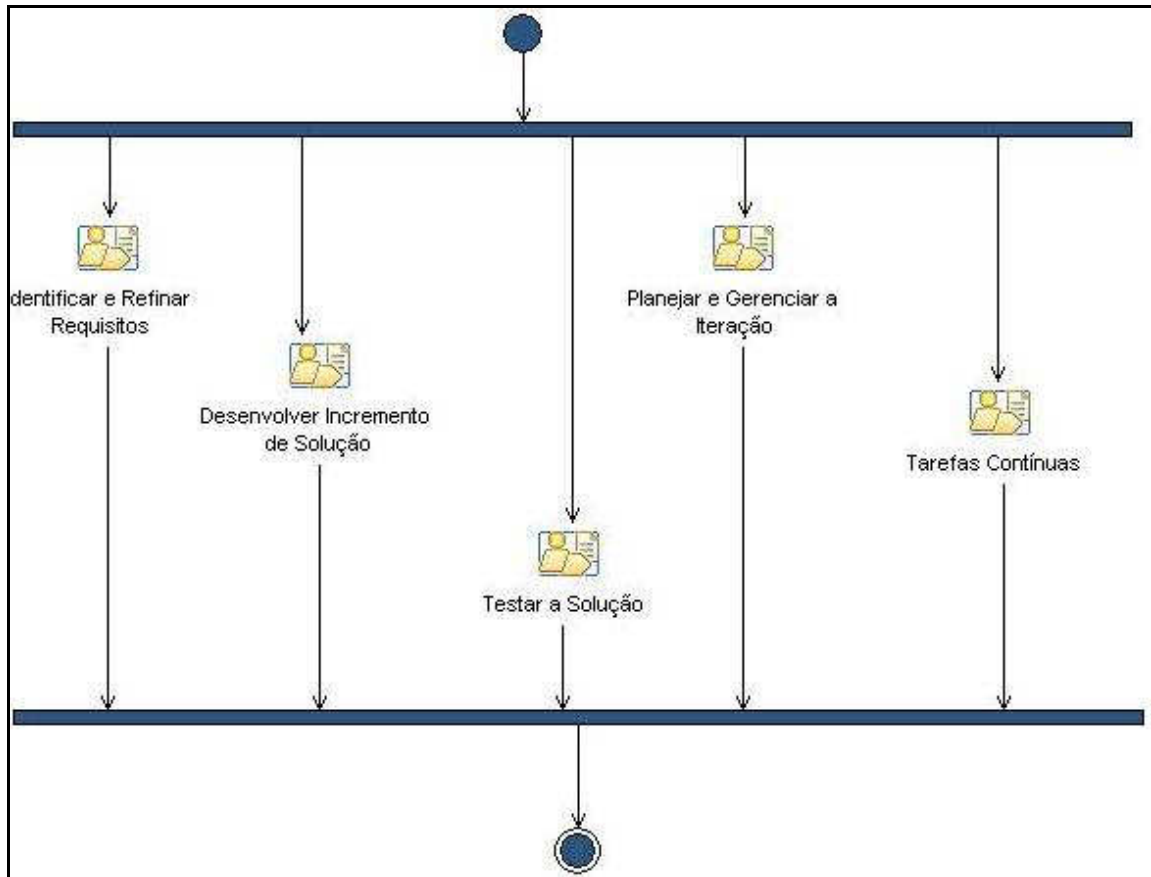 dentificar e Refinar
Requisitos
Planejar e Gerenciar a
Iteração
Desenvolver Incremento
de Solução
Tarefas Contínuas
Testar a Solução